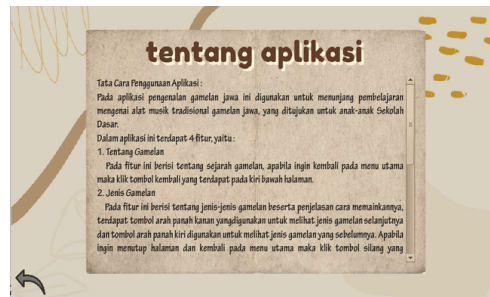 tentang aplikasi
Tata Cara Penggunaan Aplikasi :
Pada aplikasi pengenalan gamelan jawa ini digunakan untuk menunjang pembelajaran
mengenai alat musik tradisional gamelan jawa, yang ditujukan untuk anak-anak Sekolah
Dasar.
Dalam aplikasi ini terdapat 4 fitur, yaitu :
1. Tentang Gamelan
Pada fitur ini berisi tentang sejarah gamelan, apabila ingin kembali pada menu utama
maka klik tombol kembali yang terdapat pada kiri bawah halaman.
2. Jenis Gamelan
Pada fitur ini berisi tentang jenis-jenis gamelan beserta penjelasan cara memainkannya,
terdapat tombol arah panah kanan yangdigunakan untuk melihat jenis gamelan selanjutnya
dan tombol arah panah kiri digunakan untuk melihat jenis gamelan yang sebelumnya. Apabila
ingin menutup halaman dan kembali pada menu utama maka klik tombol silang yang